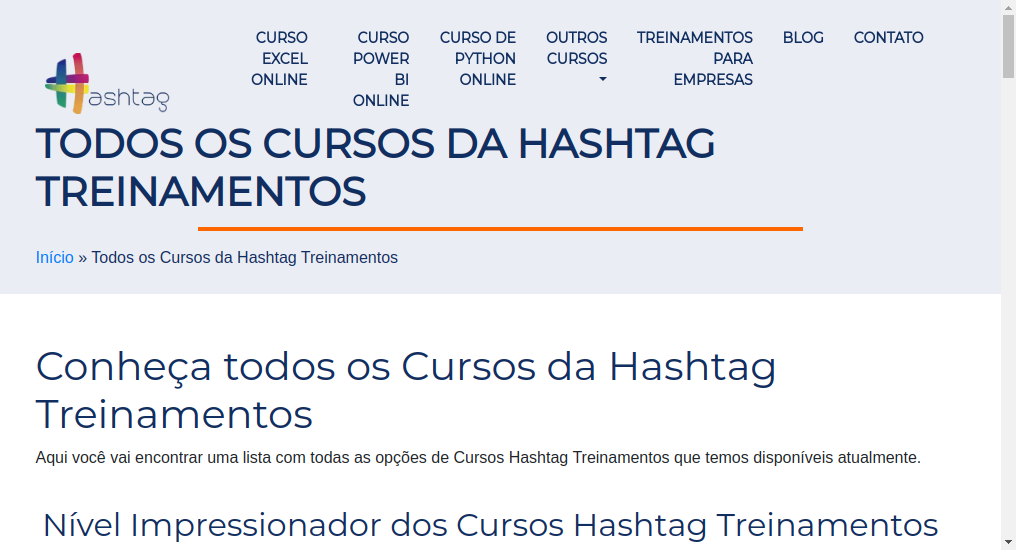 ashtag
CURSO
EXCEL
ONLINE
CURSO
POWER
BI
ONLINE
CURSO DE
PYTHON
ONLINE
OUTROS
CURSOS
TREINAMENTOS
PARA
EMPRESAS
BLOG
CONTATO
TODOS OS CURSOS DA HASHTAG
TREINAMENTOS
Início » Todos os Cursos da Hashtag Treinamentos
Conheça todos os Cursos da Hashtag
Treinamentos
Aqui você vai encontrar uma lista com todas as opções de Cursos Hashtag Treinamentos que temos disponíveis atualmente.
Nível Impressionador dos Cursos Hashtag Treinamentos